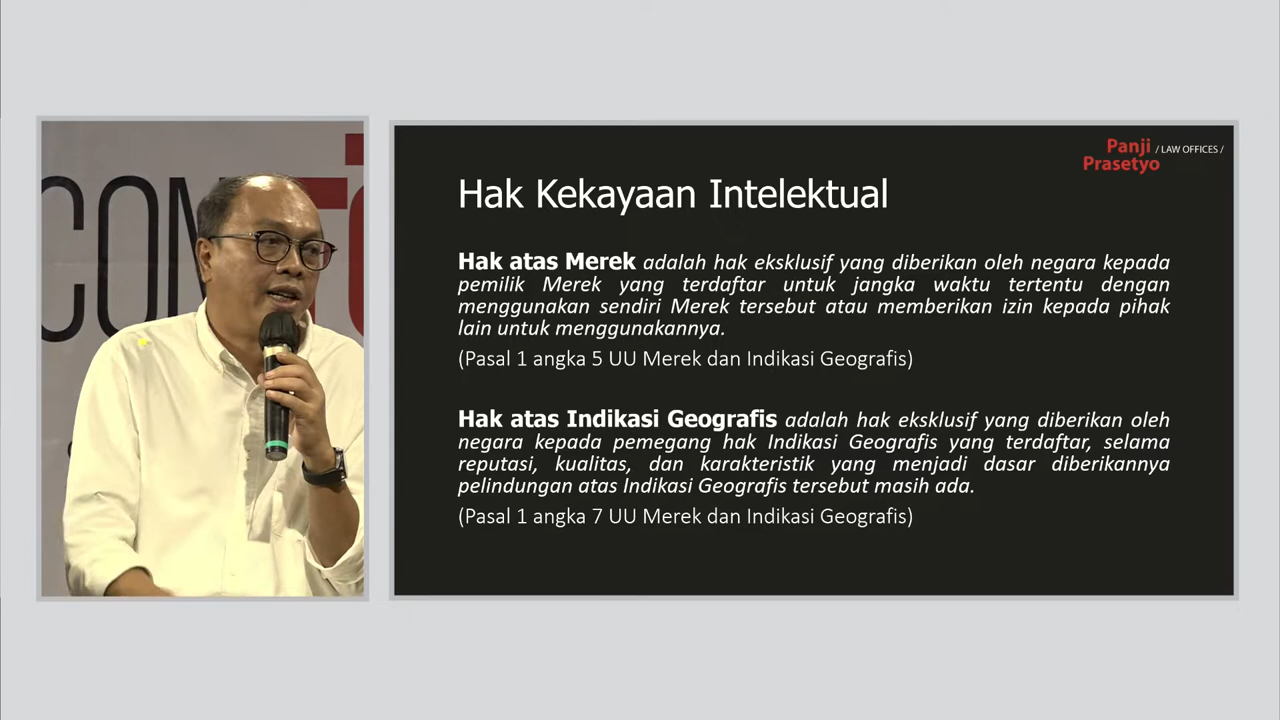 CON
Panji / LAW OFFICES /
Prasetyo
Hak Kekayaan Intelektual
Hak atas Merek adalah hak eksklusif yang diberikan oleh negara kepada
pemilik Merek yang terdaftar untuk jangka waktu tertentu dengan
menggunakan sendiri Merek tersebut atau memberikan izin kepada pihak
lain untuk menggunakannya.
(Pasal 1 angka 5 UU Merek dan Indikasi Geografis)
Hak atas Indikasi Geografis adalah hak eksklusif yang diberikan oleh
negara kepada pemegang hak Indikasi Geografis yang terdaftar, selama
reputasi, kualitas, dan karakteristik yang menjadi dasar diberikannya
pelindungan atas Indikasi Geografis tersebut masih ada.
(Pasal 1 angka 7 UU Merek dan Indikasi Geografis)